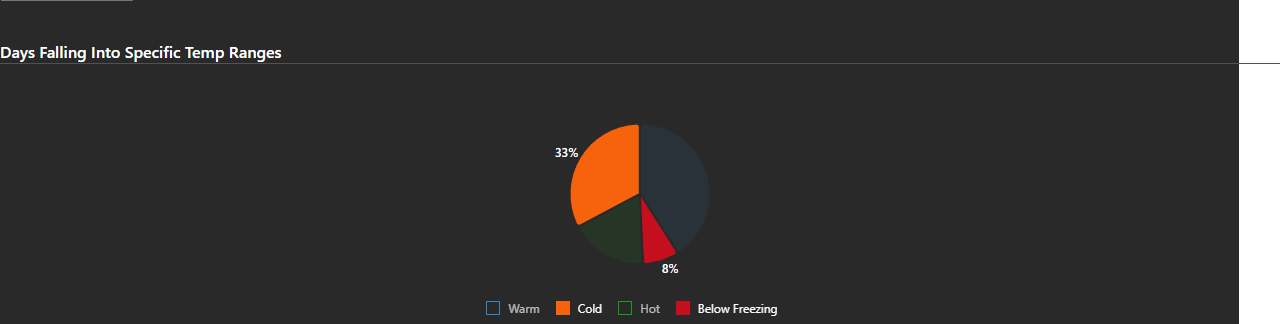 Days Falling Into Specific Temp Ranges
33%
8%
Warm Cold Hot Below Freezing